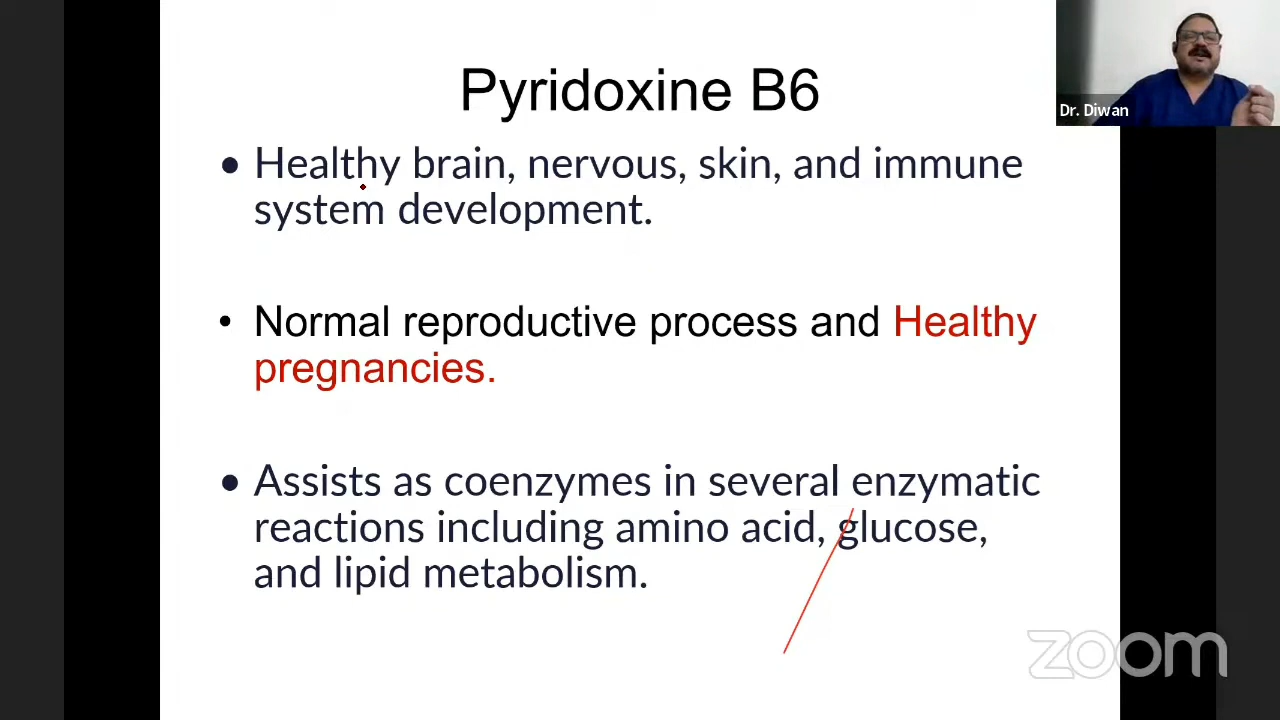 Pyridoxine B6
Dr. Diwan
• Healthy brain, nervous, skin, and immune
system development.
• Normal reproductive process and Healthy
pregnancies.
• Assists as coenzymes in several enzymatic
reactions including amino acid, glucose,
and lipid metabolism.
zoom